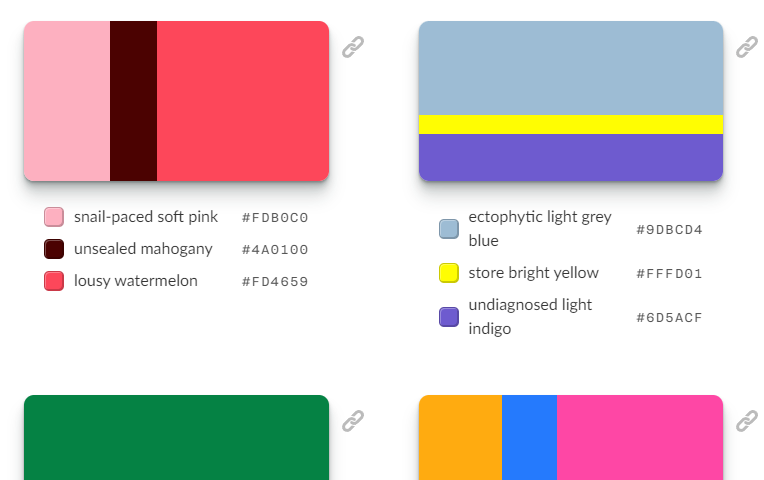 snail-paced soft pink #FDB0C0
unsealed mahogany #4A0100
lousy watermelon #FD4659
ectophytic light grey
blue #9DBCD4
store bright yellow #FFFD01
undiagnosed light
indigo #6D5ACF